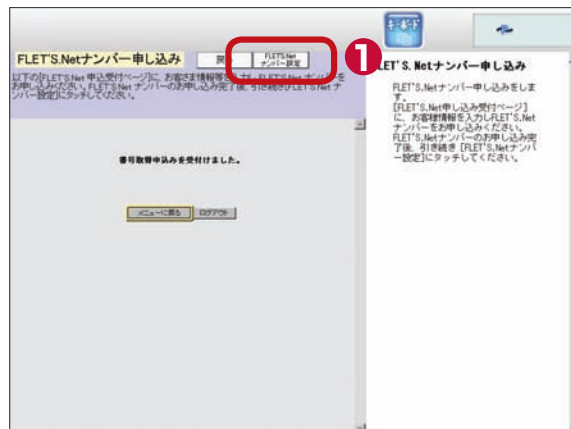 キーボード
FLET'S.Netナンバー申し込み
戻
FLET'S.Net
ナンバー設定
1
以下の[FLET'S.Net 申込受付ページ]に、お客さま情報等を入力し、FLET'S.Net ナンバーを
お申し込みください。FLET'S.Net ナンバーのお申し込み完了後、引き続き[FLET'S.Net ナ
ンバー設定]にタッチしてください。
番号取得申込みを受付けました。
メニューに戻る
ログアウト
LET'S.Netナンバー申し込み
FLET'S.Netナンバー申し込みをしま
す。
[FLET'S.Net申し込み受付ページ]
に、お客様情報を入力しFLET'S.Net
ナンバーをお申し込みください。
FLET'S.Netナンバーのお申し込み完
了後、引き続き [FLET'S.Netナンバ
ー設定]にタッチしてください。